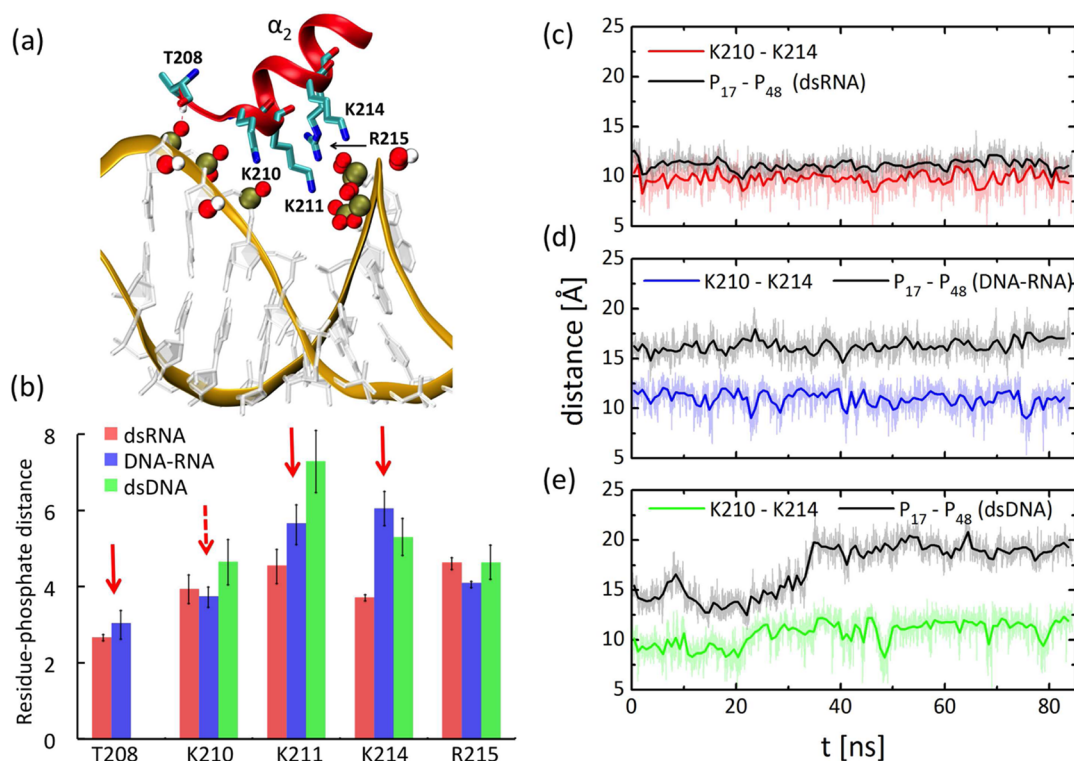 (a)
α2
T208
K214
R215
K210
K211
(b)
8
6
4
2
0
Residue-phosphate distance
dsRNA
DNA-RNA
dsDNA
T208 K210 K211 K214 R215
(c)
25
20
15
10
5
K210 - K214
P17 - P48 (dsRNA)
(d)
25
20
15
10
5
K210 - K214 P17 - P48 (DNA-RNA)
distance [Å]
(e)
25
20
15
10
5
K210 - K214 P17 - P48 (dsDNA)
0 20 40 60 80
t [ns]